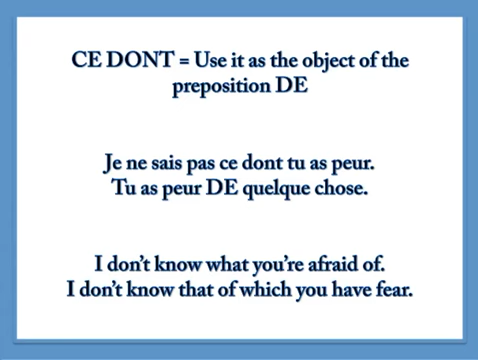 CE DONT = Use it as the object of the
preposition DE
Je ne sais pas ce dont tu as peur.
Tu as peur DE quelque chose.
I don't know what you're afraid of.
I don't know that of which you have fear.